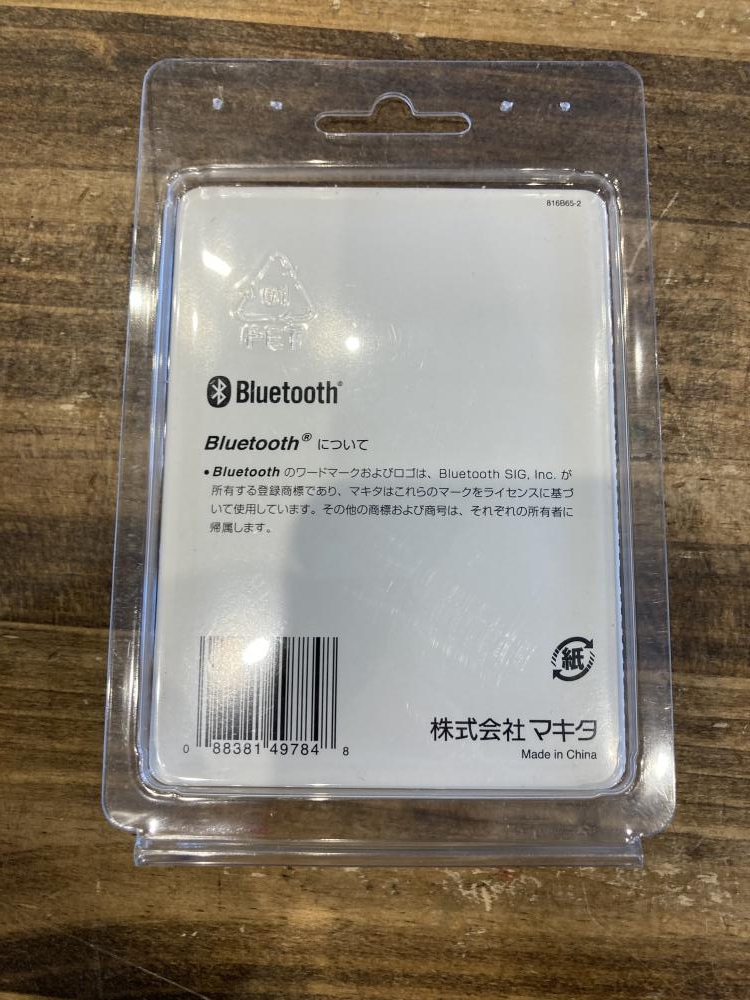 816B65-2
PET
Bluetooth®
Bluetooth® について
• Bluetooth のワードマークおよびロゴは、Bluetooth SIG, Inc. が
所有する登録商標であり、マキタはこれらのマークをライセンスに基づ
いて使用しています。その他の商標および商号は、それぞれの所有者に
帰属します。
紙
株式会社マキタ
Made in China
0 88381 49784 8